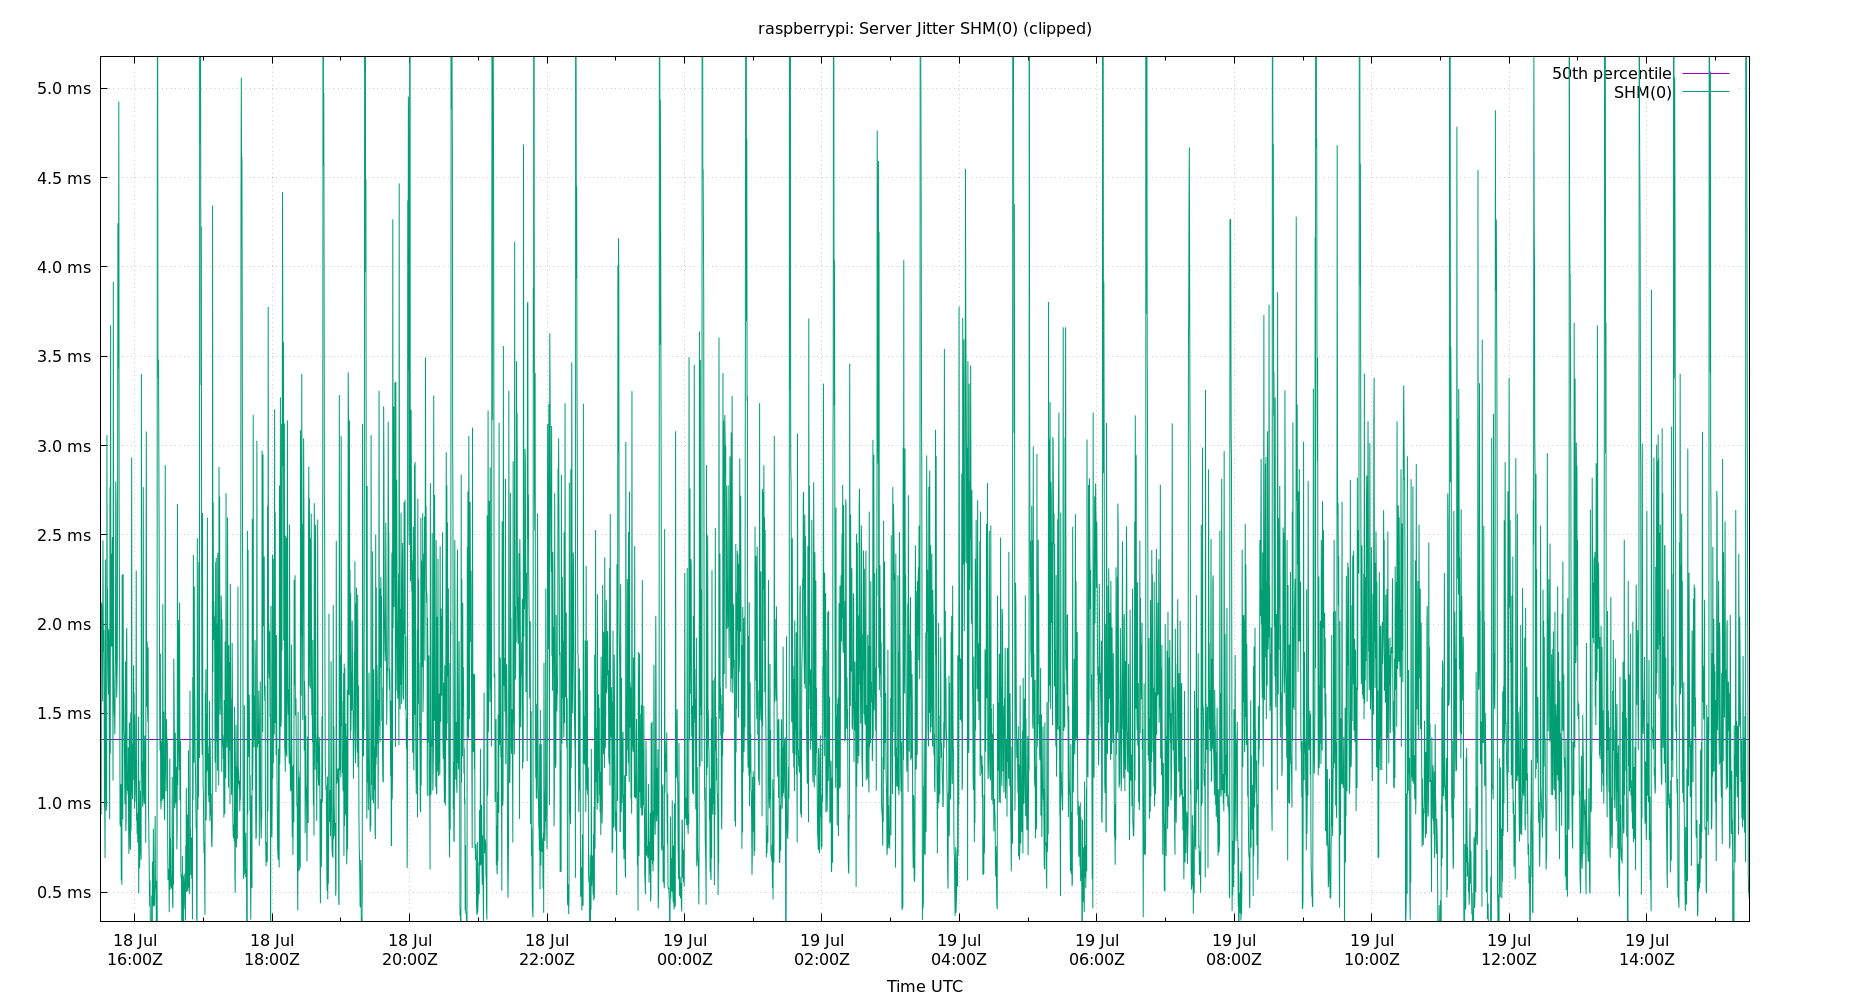 raspberrypi: Server Jitter SHM(0) (clipped)
50th percentile
SHM(0)
5.0 ms
4.5 ms
4.0 ms
3.5 ms
3.0 ms
2.5 ms
2.0 ms
1.5 ms
1.0 ms
0.5 ms
18 Jul 18 Jul 18 Jul 18 Jul 19 Jul 19 Jul 19 Jul 19 Jul 19 Jul 19 Jul 19 Jul 19 Jul
16:00Z 18:00Z 20:00Z 22:00Z 00:00Z 02:00Z 04:00Z 06:00Z 08:00Z 10:00Z 12:00Z 14:00Z
Time UTC